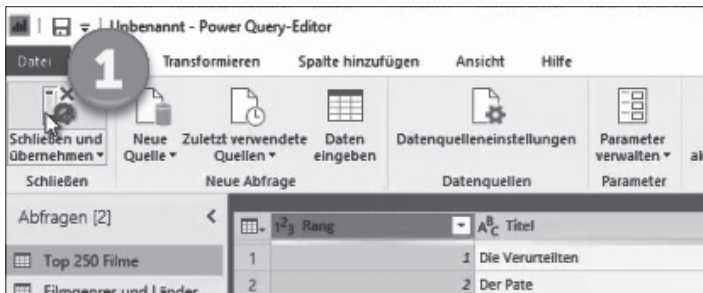 Unbenannt - Power Query-Editor
Datei Transformieren Spalte hinzufügen Ansicht Hilfe
1
Schließen und übernehmen
Neue Quelle
Zuletzt verwendete Quellen
Daten eingeben
Datenquelleneinstellungen
Parameter verwalten
Schließen Neue Abfrage Datenquellen Parameter
Abfragen [2]
1²3 Rang ABC Titel
Top 250 Filme
1 1 Die Verurteilten
2 2 Der Pate
Filmgenres und Länder